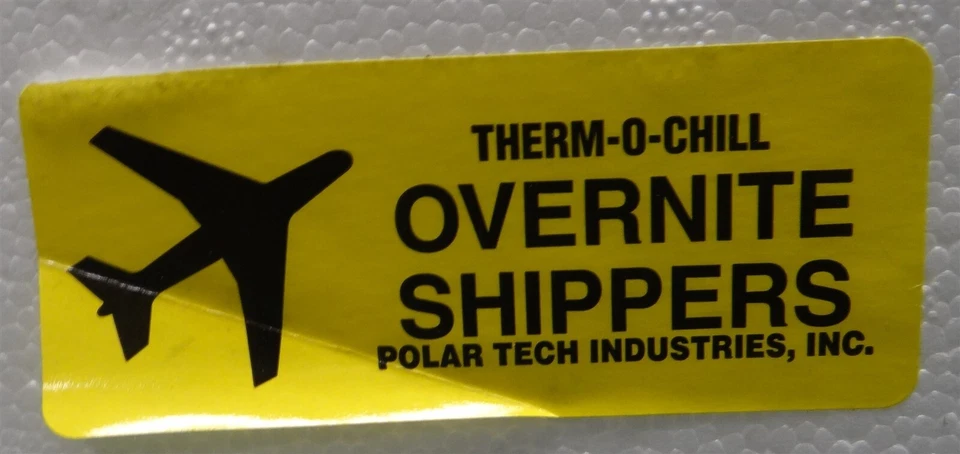 THERM-O-CHILL
OVERNITE
SHIPPERS
POLAR TECH INDUSTRIES, INC.